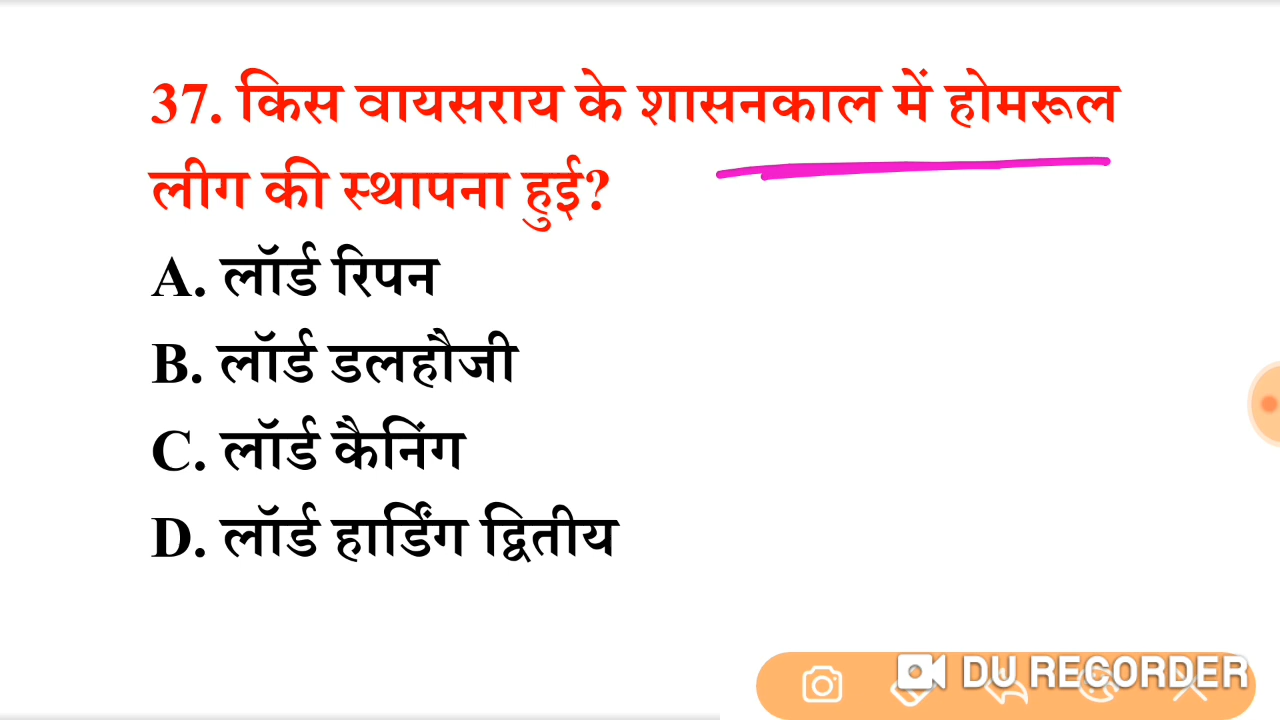 37. किस वायसराय के शासनकाल में होमरूल
लीग की स्थापना हुई?
A. लॉर्ड रिपन
B. लॉर्ड डलहौजी
C. लॉर्ड कैनिंग
D. लॉर्ड हार्डिंग द्वितीय
DU RECORDER